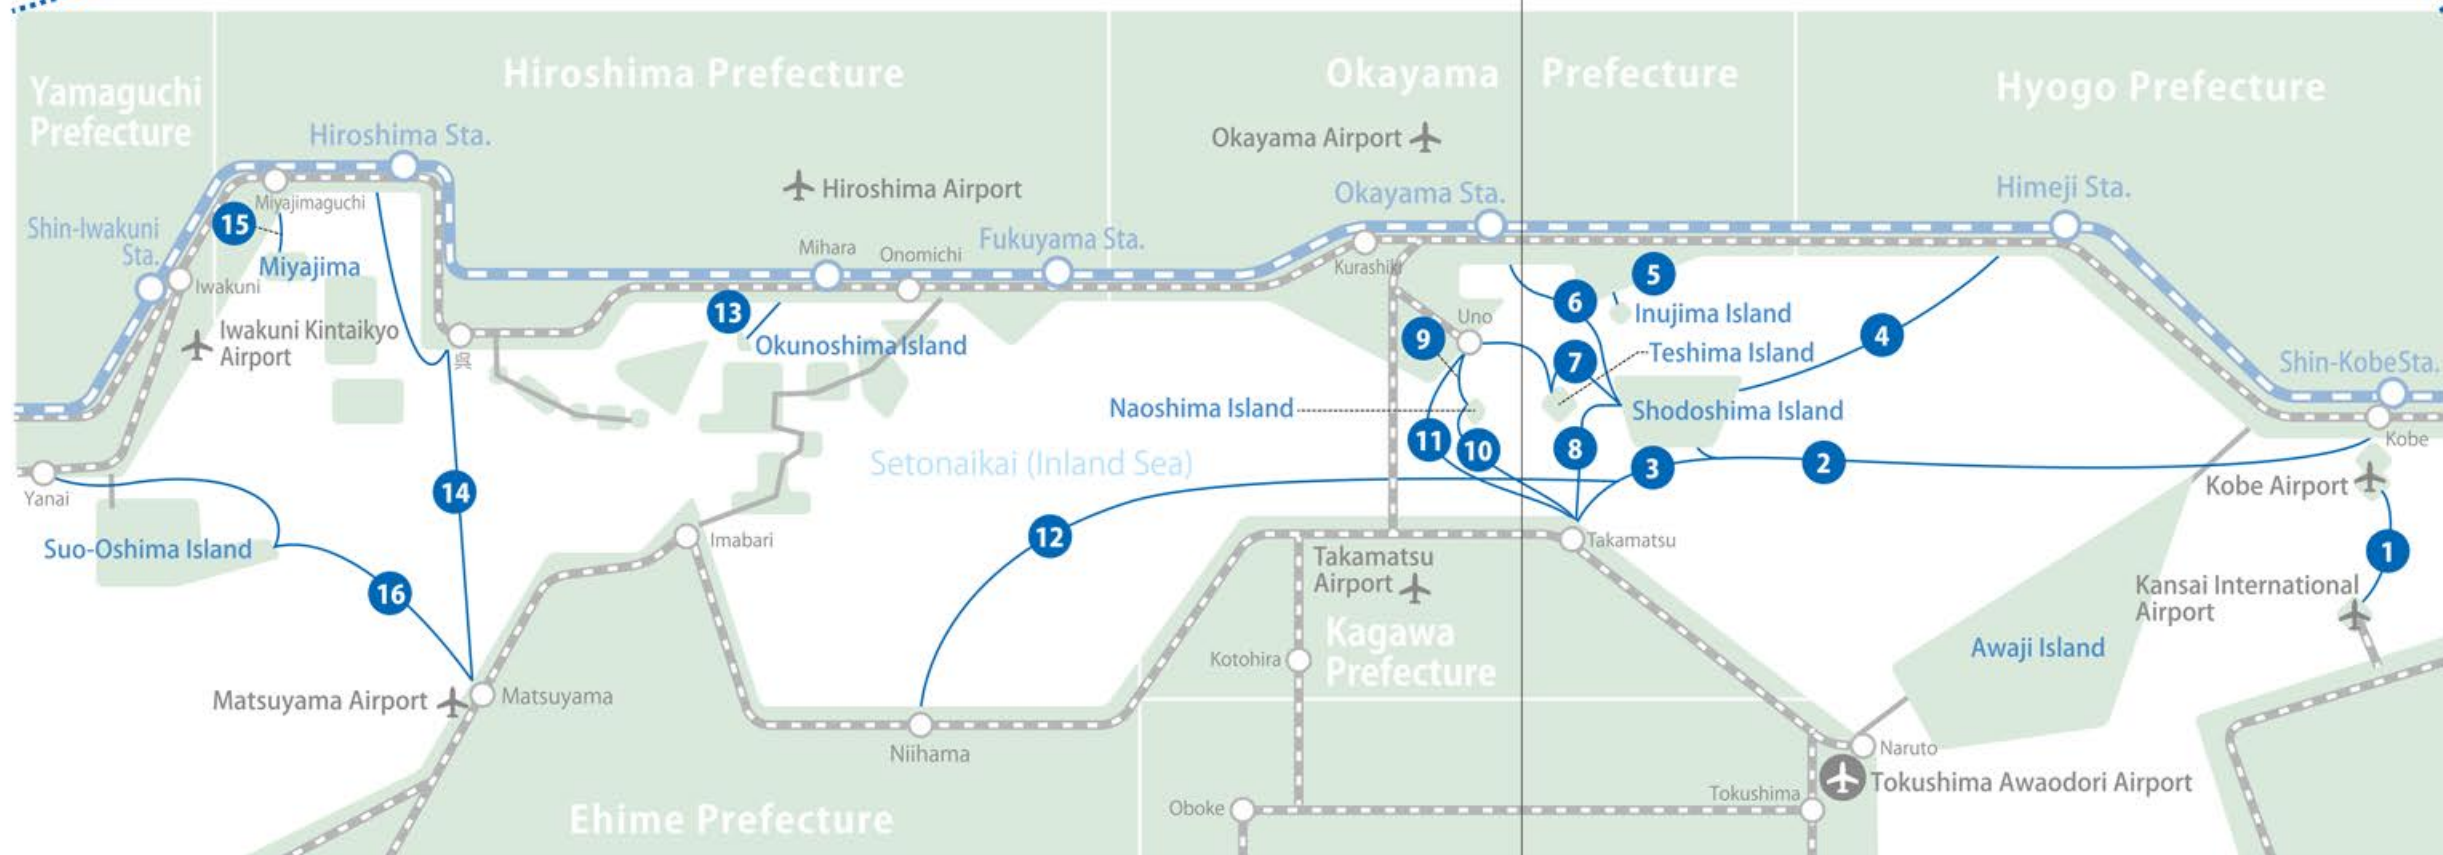 Yamaguchi
Prefecture
Hiroshima Prefecture
Okayama Prefecture
Hyogo Prefecture
Hiroshima Sta.
Okayama Airport
Miyajimaguchi
Hiroshima Airport
Okayama Sta.
Himeji Sta.
Shin-Iwakuni
Sta.
15
Miyajima
Iwakuni
Mihara
Onomichi
Fukuyama Sta.
Kurashiki
5
6
Inujima Island
13
Okunoshima Island
Iwakuni Kintaikyo
Airport
呉
Uno
9
7
Teshima Island
4
Shin-KobeSta.
Naoshima Island
Shodoshima Island
11
10
8
3
2
Kobe
Setonaikai (Inland Sea)
Kobe Airport
Yanai
14
Suo-Oshima Island
Imabari
12
Takamatsu
Takamatsu
Airport
1
Kansai International
Airport
16
Kagawa
Prefecture
Kotohira
Awaji Island
Matsuyama Airport
Matsuyama
Niihama
Naruto
Tokushima Awaodori Airport
Oboke
Tokushima
Ehime Prefecture